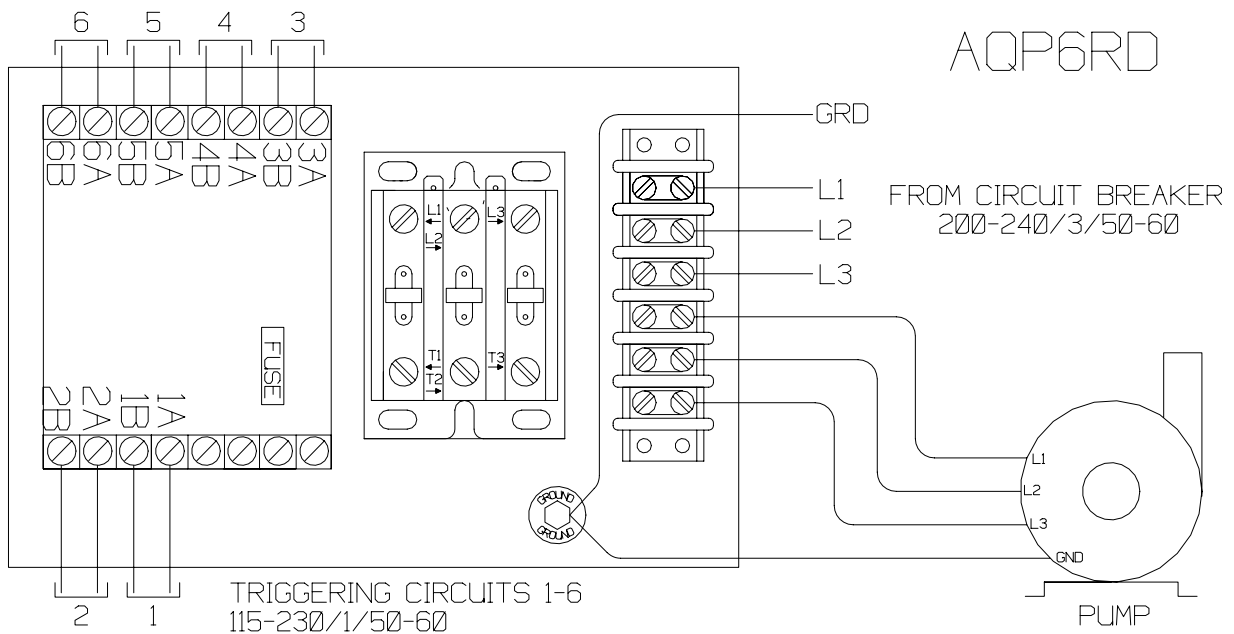 6 5 4 3
AQP6RD
GRD
6B 6A 5B 5A 4B 4A 3B 3A
L1
FROM CIRCUIT BREAKER
200-240/3/50-60
L2
L3
L1 L3
L2
FUSE
T1 T3
T2
2B 2A 1B 1A
L1
L2
L3
GND
GROUND
GROUND
2 1
TRIGGERING CIRCUITS 1-6
115-230/1/50-60
PUMP